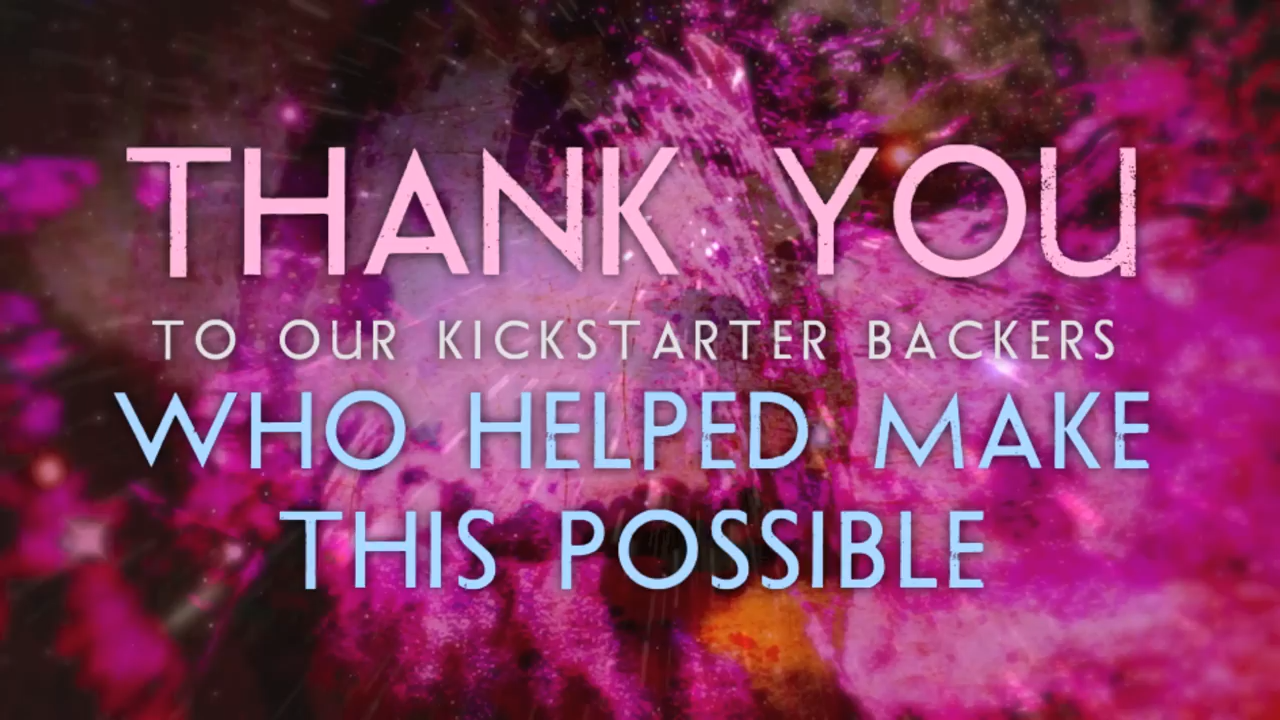 THANK YOU
TO OUR KICKSTARTER BACKERS
WHO HELPED MAKE
THIS POSSIBLE